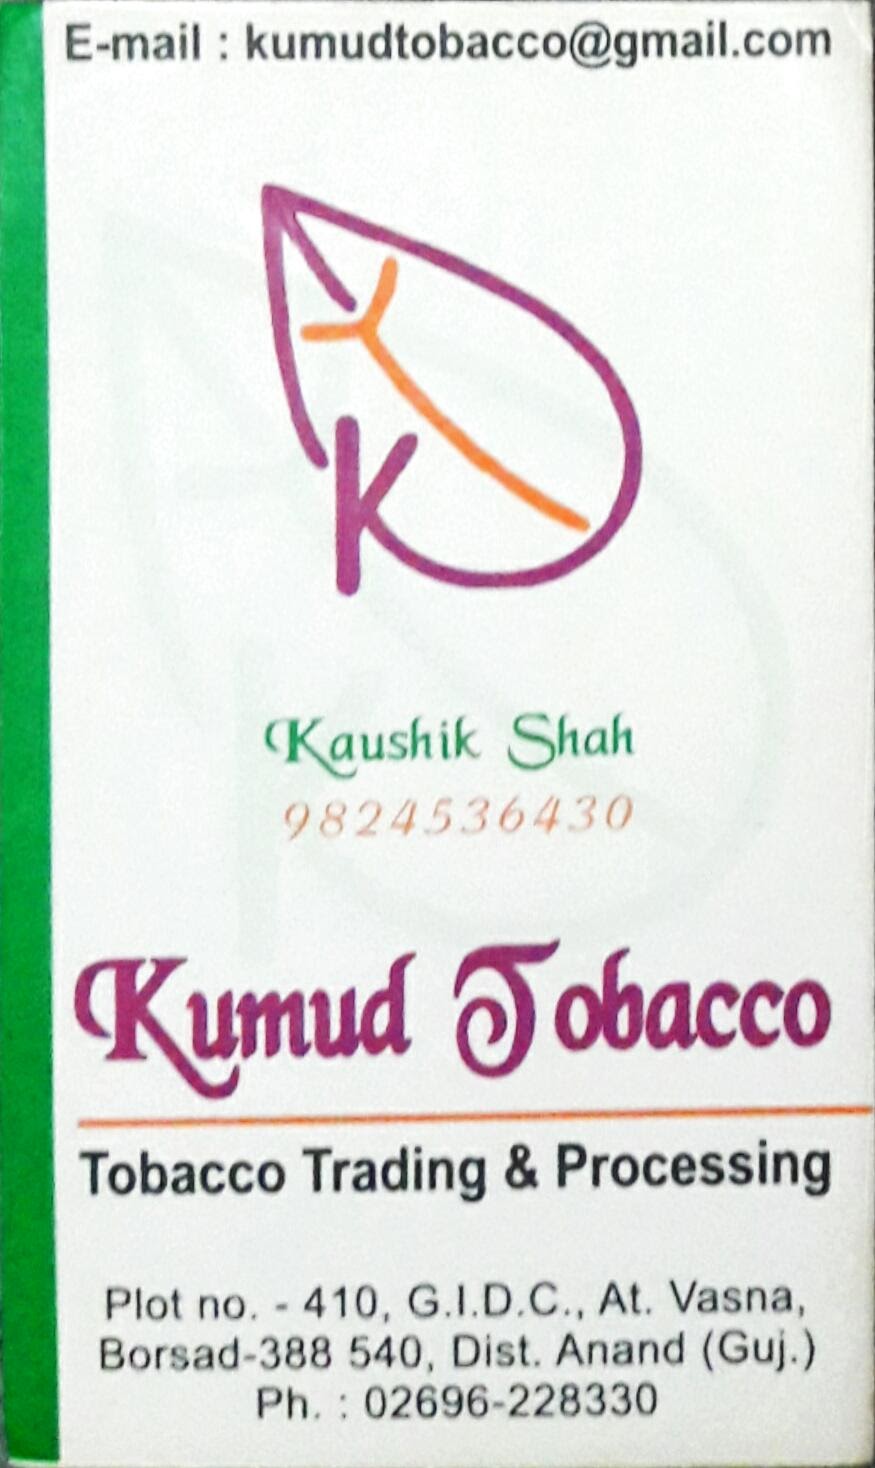 E-mail : kumudtobacco@gmail.com
K
Kaushik Shah
9824536430
Kumud Tobacco
Tobacco Trading & Processing
Plot no. - 410, G.I.D.C., At. Vasna,
Borsad-388 540, Dist. Anand (Guj.)
Ph. : 02696-228330